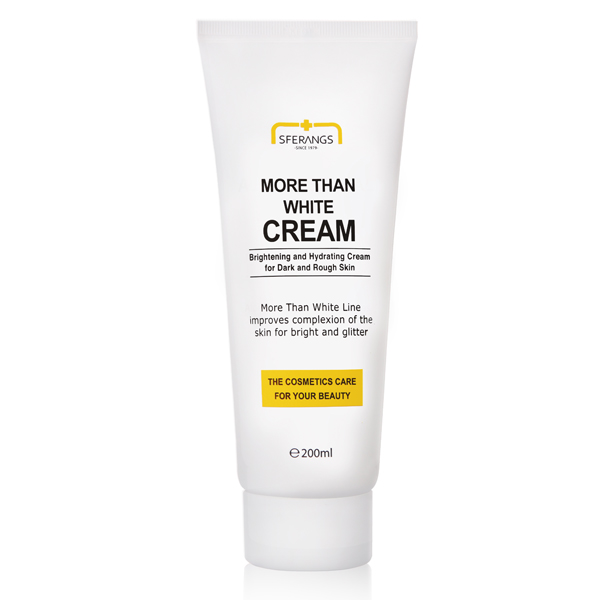 SFERANGS
SINCE 1979
MORE THAN
WHITE
CREAM
Brightening and Hydrating Cream
for Dark and Rough Skin
More Than White Line
improves complexion of the
skin for bright and glitter
THE COSMETICS CARE
FOR YOUR BEAUTY
℮200ml